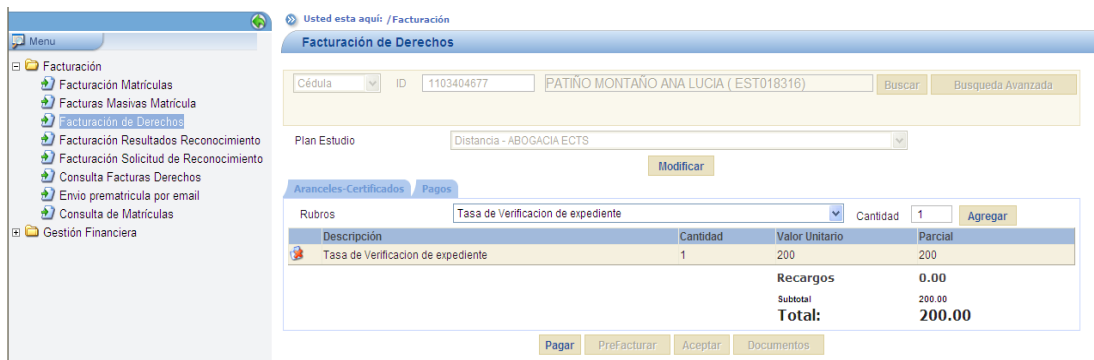 Usted esta aquí: /Facturación
Menu
Facturación
Facturación Matrículas
Facturas Masivas Matrícula
Facturación de Derechos
Facturación Resultados Reconocimiento
Facturación Solicitud de Reconocimiento
Consulta Facturas Derechos
Envio prematricula por email
Consulta de Matrículas
Gestión Financiera
Facturación de Derechos
Cédula ID 1103404677 PATIÑO MONTAÑO ANA LUCIA ( EST018316) Buscar Busqueda Avanzada
Plan Estudio Distancia - ABOGACIA ECTS
Modificar
Aranceles-Certificados Pagos
Rubros Tasa de Verificacion de expediente Cantidad 1 Agregar
Descripción Cantidad Valor Unitario Parcial
Tasa de Verificacion de expediente 1 200 200
Recargos 0.00
Subtotal 200.00
Total: 200.00
Pagar PreFacturar Aceptar Documentos